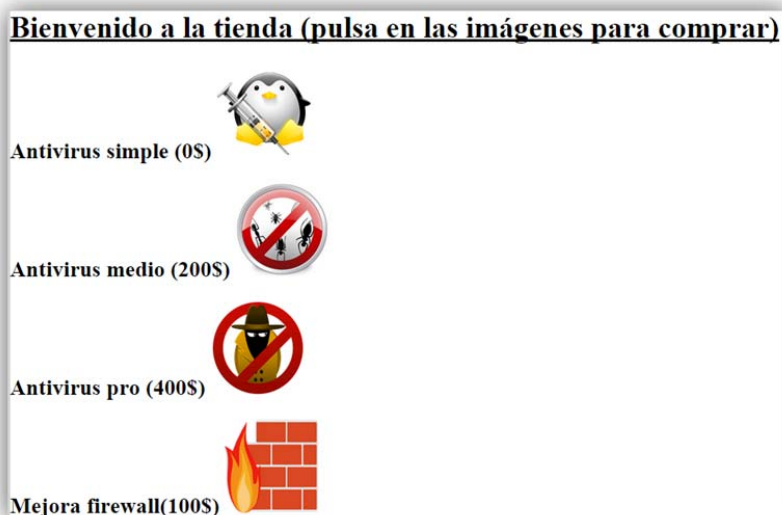 Bienvenido a la tienda (pulsa en las imágenes para comprar)
Antivirus simple (0$)
Antivirus medio (200$)
Antivirus pro (400$)
Mejora firewall(100$)